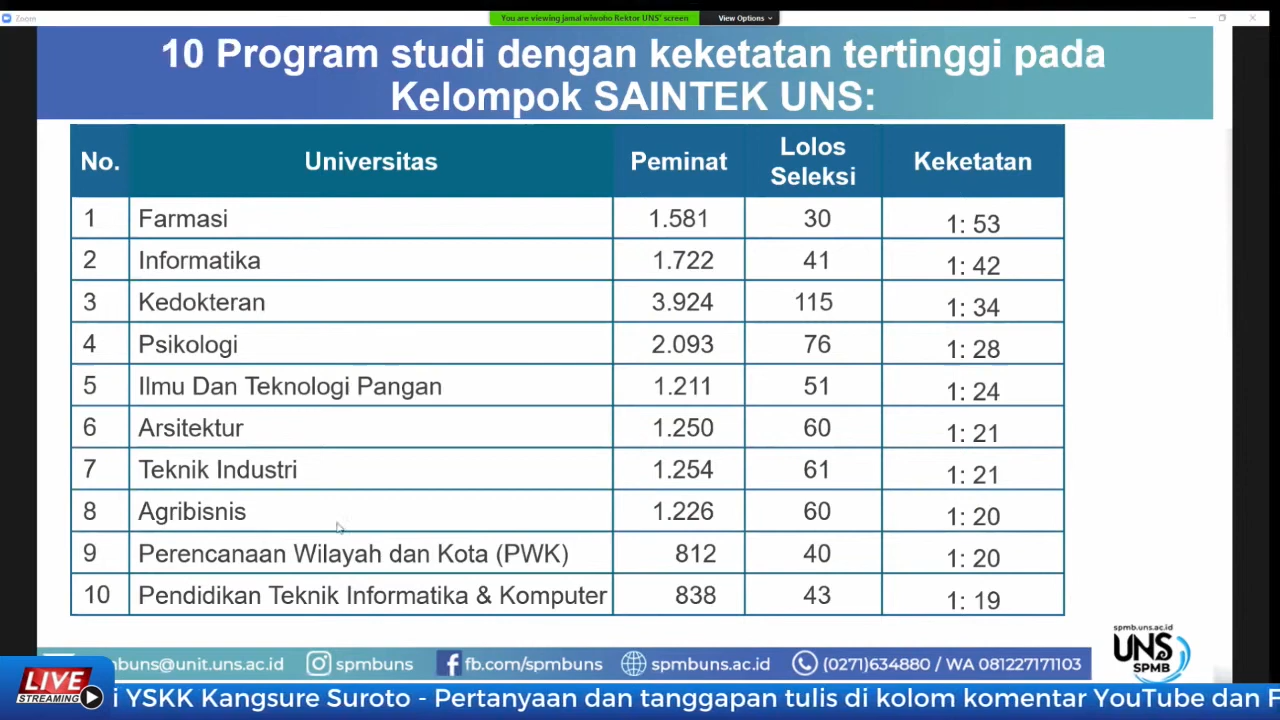 Zoom
You are viewing jamal wiwoho Rektor UNS' screen
View Options
10 Program studi dengan keketatan tertinggi pada
Kelompok SAINTEK UNS:
No. Universitas Peminat Lolos Seleksi Keketatan
1 Farmasi 1.581 30 1: 53
2 Informatika 1.722 41 1: 42
3 Kedokteran 3.924 115 1: 34
4 Psikologi 2.093 76 1: 28
5 Ilmu Dan Teknologi Pangan 1.211 51 1: 24
6 Arsitektur 1.250 60 1: 21
7 Teknik Industri 1.254 61 1: 21
8 Agribisnis 1.226 60 1: 20
9 Perencanaan Wilayah dan Kota (PWK) 812 40 1: 20
10 Pendidikan Teknik Informatika & Komputer 838 43 1: 19
spmb.uns.ac.id
UNS
SPMB
mbuns@unit.uns.ac.id spmbuns fb.com/spmbuns spmbuns.ac.id (0271)634880 / WA 081227171103
LIVE
STREAMING
i YSKK Kangsure Suroto - Pertanyaan dan tanggapan tulis di kolom komentar YouTube dan F